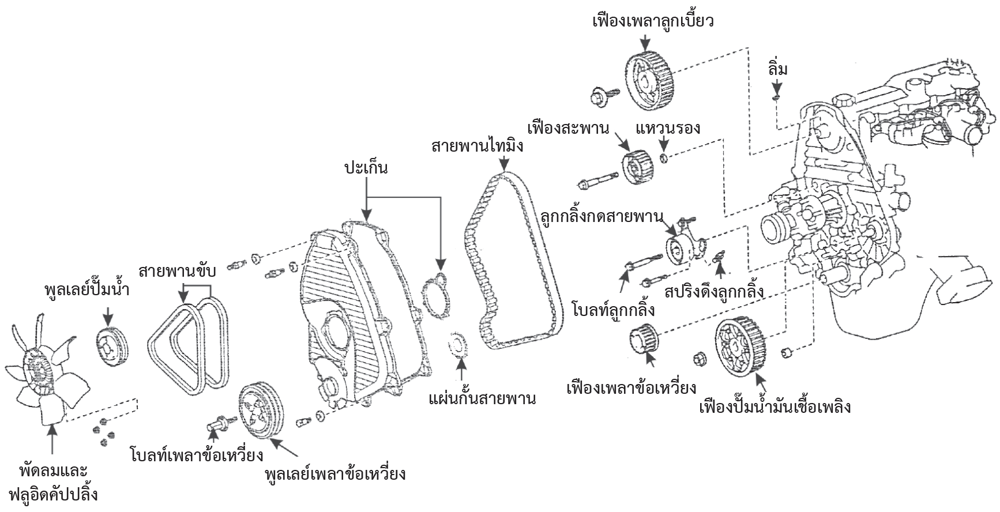 เฟืองเพลาลูกเบี้ยว
ลิ่ม
เฟืองสะพาน
แหวนรอง
สายพานไทมิง
ปะเก็น
ลูกกลิ้งกดสายพาน
สายพานขับ
พูลเลย์ปั๊มน้ำ
สปริงดึงลูกกลิ้ง
โบลท์ลูกกลิ้ง
เฟืองเพลาข้อเหวี่ยง
แผ่นกั้นสายพาน
เฟืองปั๊มน้ำมันเชื้อเพลิง
โบลท์เพลาข้อเหวี่ยง
พูลเลย์เพลาข้อเหวี่ยง
พัดลมและ
ฟลูอิดคัปปลิ้ง